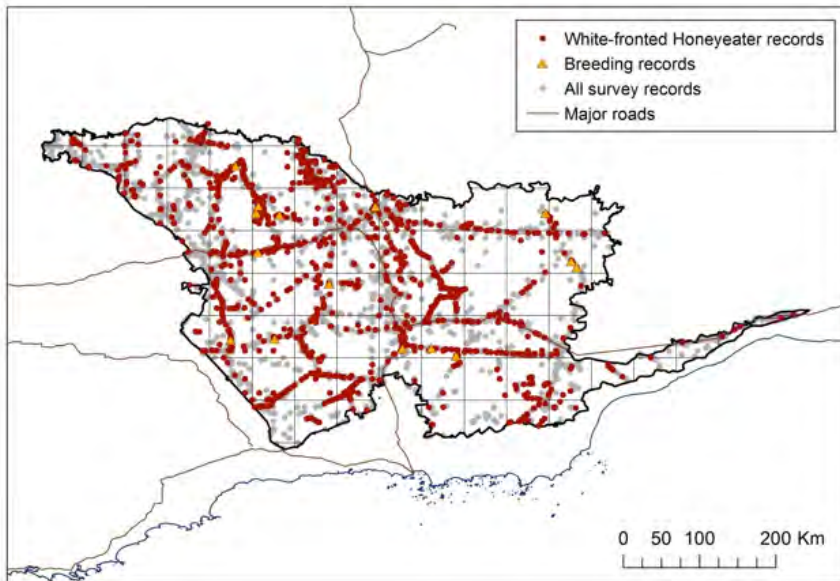 White-fronted Honeyeater records
Breeding records
All survey records
Major roads
0 50 100 200 Km